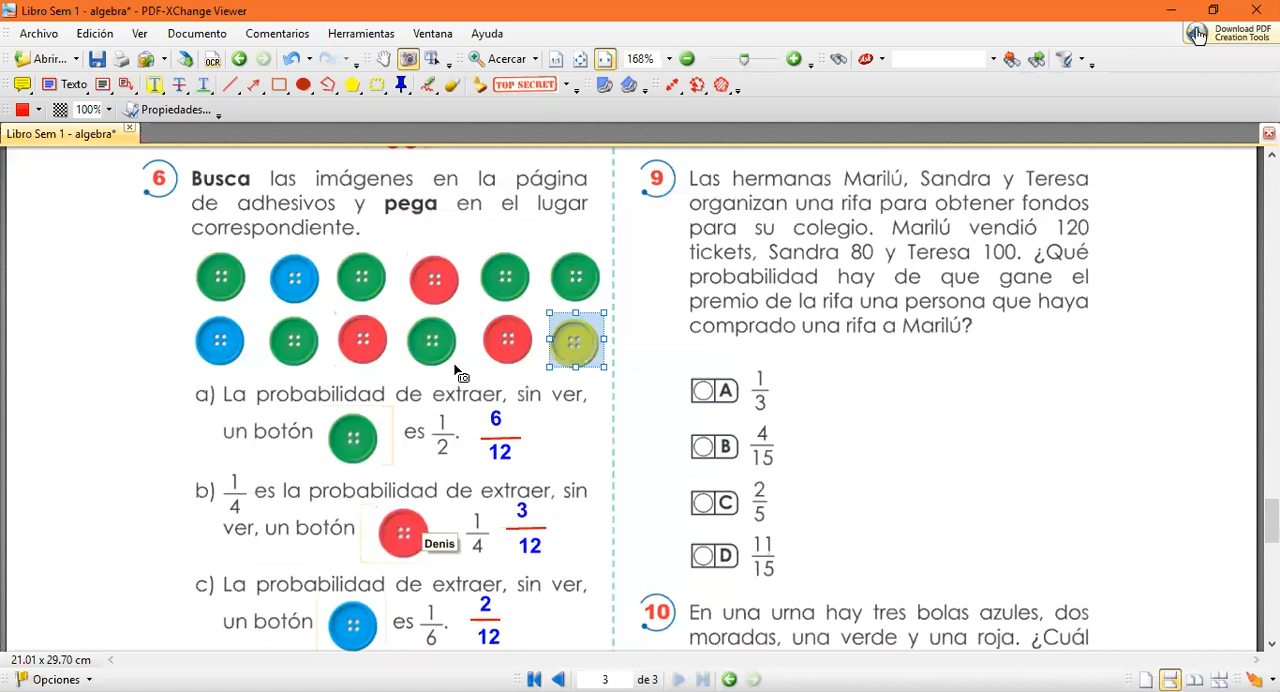 Libro Sem 1 - algebra* - PDF-XChange Viewer
Archivo Edición Ver Documento Comentarios Herramientas Ventana Ayuda
Download PDF
Creation Tools
Abrir... OCR Acercar 168%
Texto TOP SECRET
100% Propiedades...
Libro Sem 1 - algebra*
6 Busca las imágenes en la página
de adhesivos y pega en el lugar
correspondiente.
a) La probabilidad de extraer, sin ver,
un botón es 1/2. 6/12
b) 1/4 es la probabilidad de extraer, sin
ver, un botón 1/4 3/12
Denis
c) La probabilidad de extraer, sin ver,
un botón es 1/6. 2/12
9 Las hermanas Marilú, Sandra y Teresa
organizan una rifa para obtener fondos
para su colegio. Marilú vendió 120
tickets, Sandra 80 y Teresa 100. ¿Qué
probabilidad hay de que gane el
premio de la rifa una persona que haya
comprado una rifa a Marilú?
A 1/3
B 4/15
C 2/5
D 11/15
10 En una urna hay tres bolas azules, dos
moradas, una verde y una roja. ¿Cuál
21.01 x 29.70 cm
Opciones 3 de 3